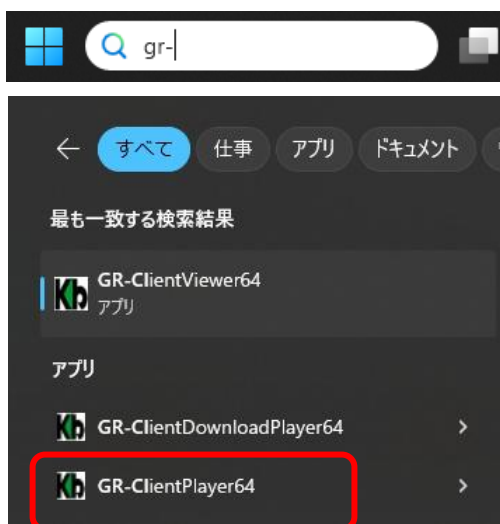 gr-
すべて 仕事 アプリ ドキュメント
最も一致する検索結果
GR-ClientViewer64
アプリ
アプリ
GR-ClientDownloadPlayer64
GR-ClientPlayer64